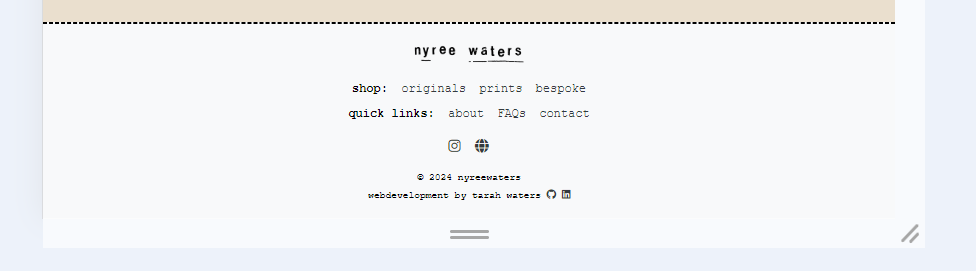 nyree waters
shop: originals prints bespoke
quick links: about FAQs contact
© 2024 nyreewaters
webdevelopment by tarah waters